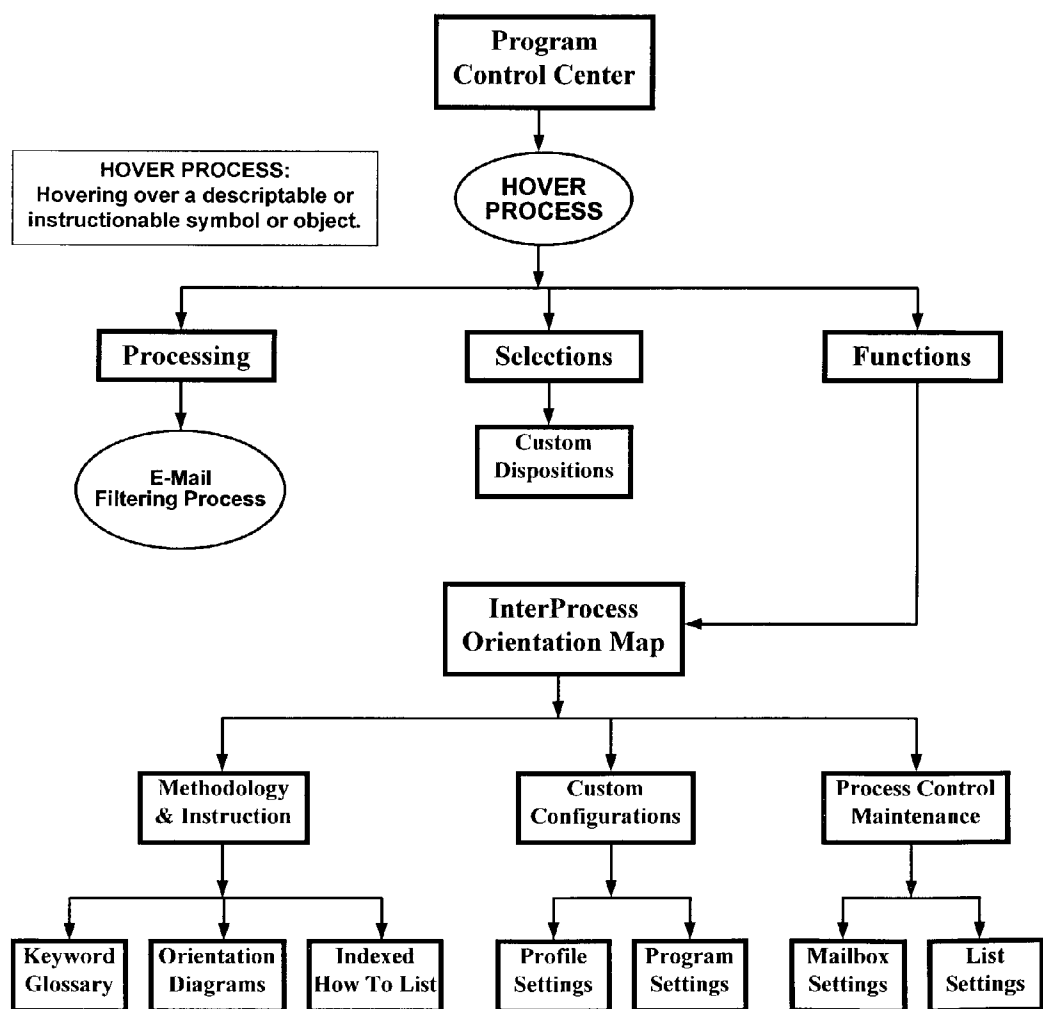 Program
Control Center
HOVER PROCESS:
Hovering over a descriptable or
instructionable symbol or object.
HOVER
PROCESS
Processing
Selections
Functions
E-Mail
Filtering Process
Custom
Dispositions
InterProcess
Orientation Map
Methodology
& Instruction
Custom
Configurations
Process Control
Maintenance
Keyword
Glossary
Orientation
Diagrams
Indexed
How To List
Profile
Settings
Program
Settings
Mailbox
Settings
List
Settings